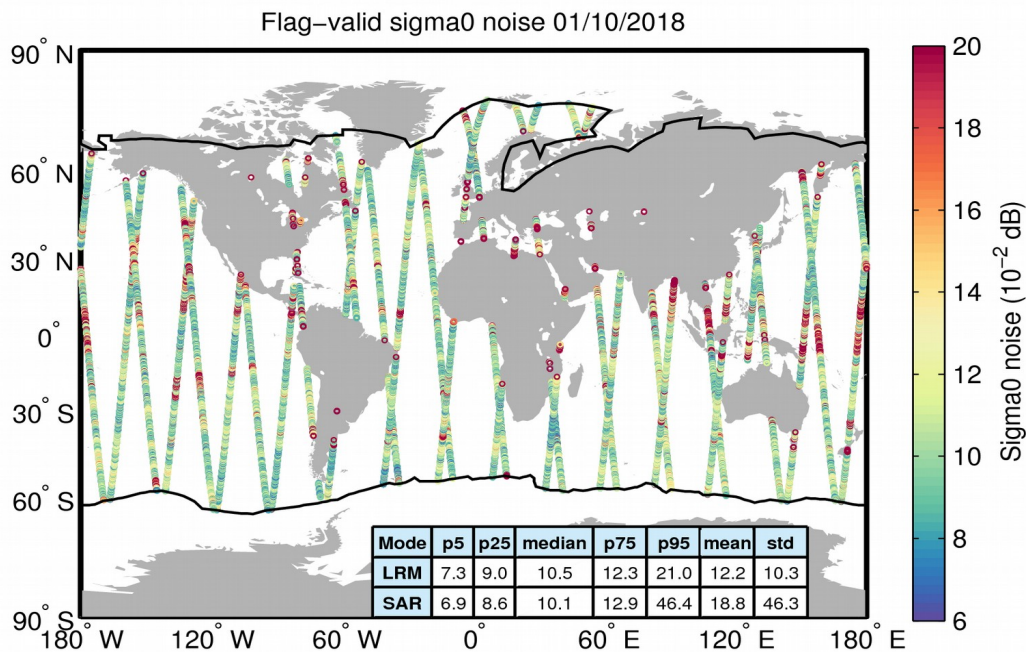 Flag−valid sigma0 noise 01/10/2018
90° N
60° N
30° N
0°
30° S
60° S
90° S
180° W
120° W
60° W
0°
60° E
120° E
180° E
Mode p5 p25 median p75 p95 mean std
LRM 7.3 9.0 10.5 12.3 21.0 12.2 10.3
SAR 6.9 8.6 10.1 12.9 46.4 18.8 46.3
20
18
16
14
12
10
8
6
Sigma0 noise (10⁻² dB)